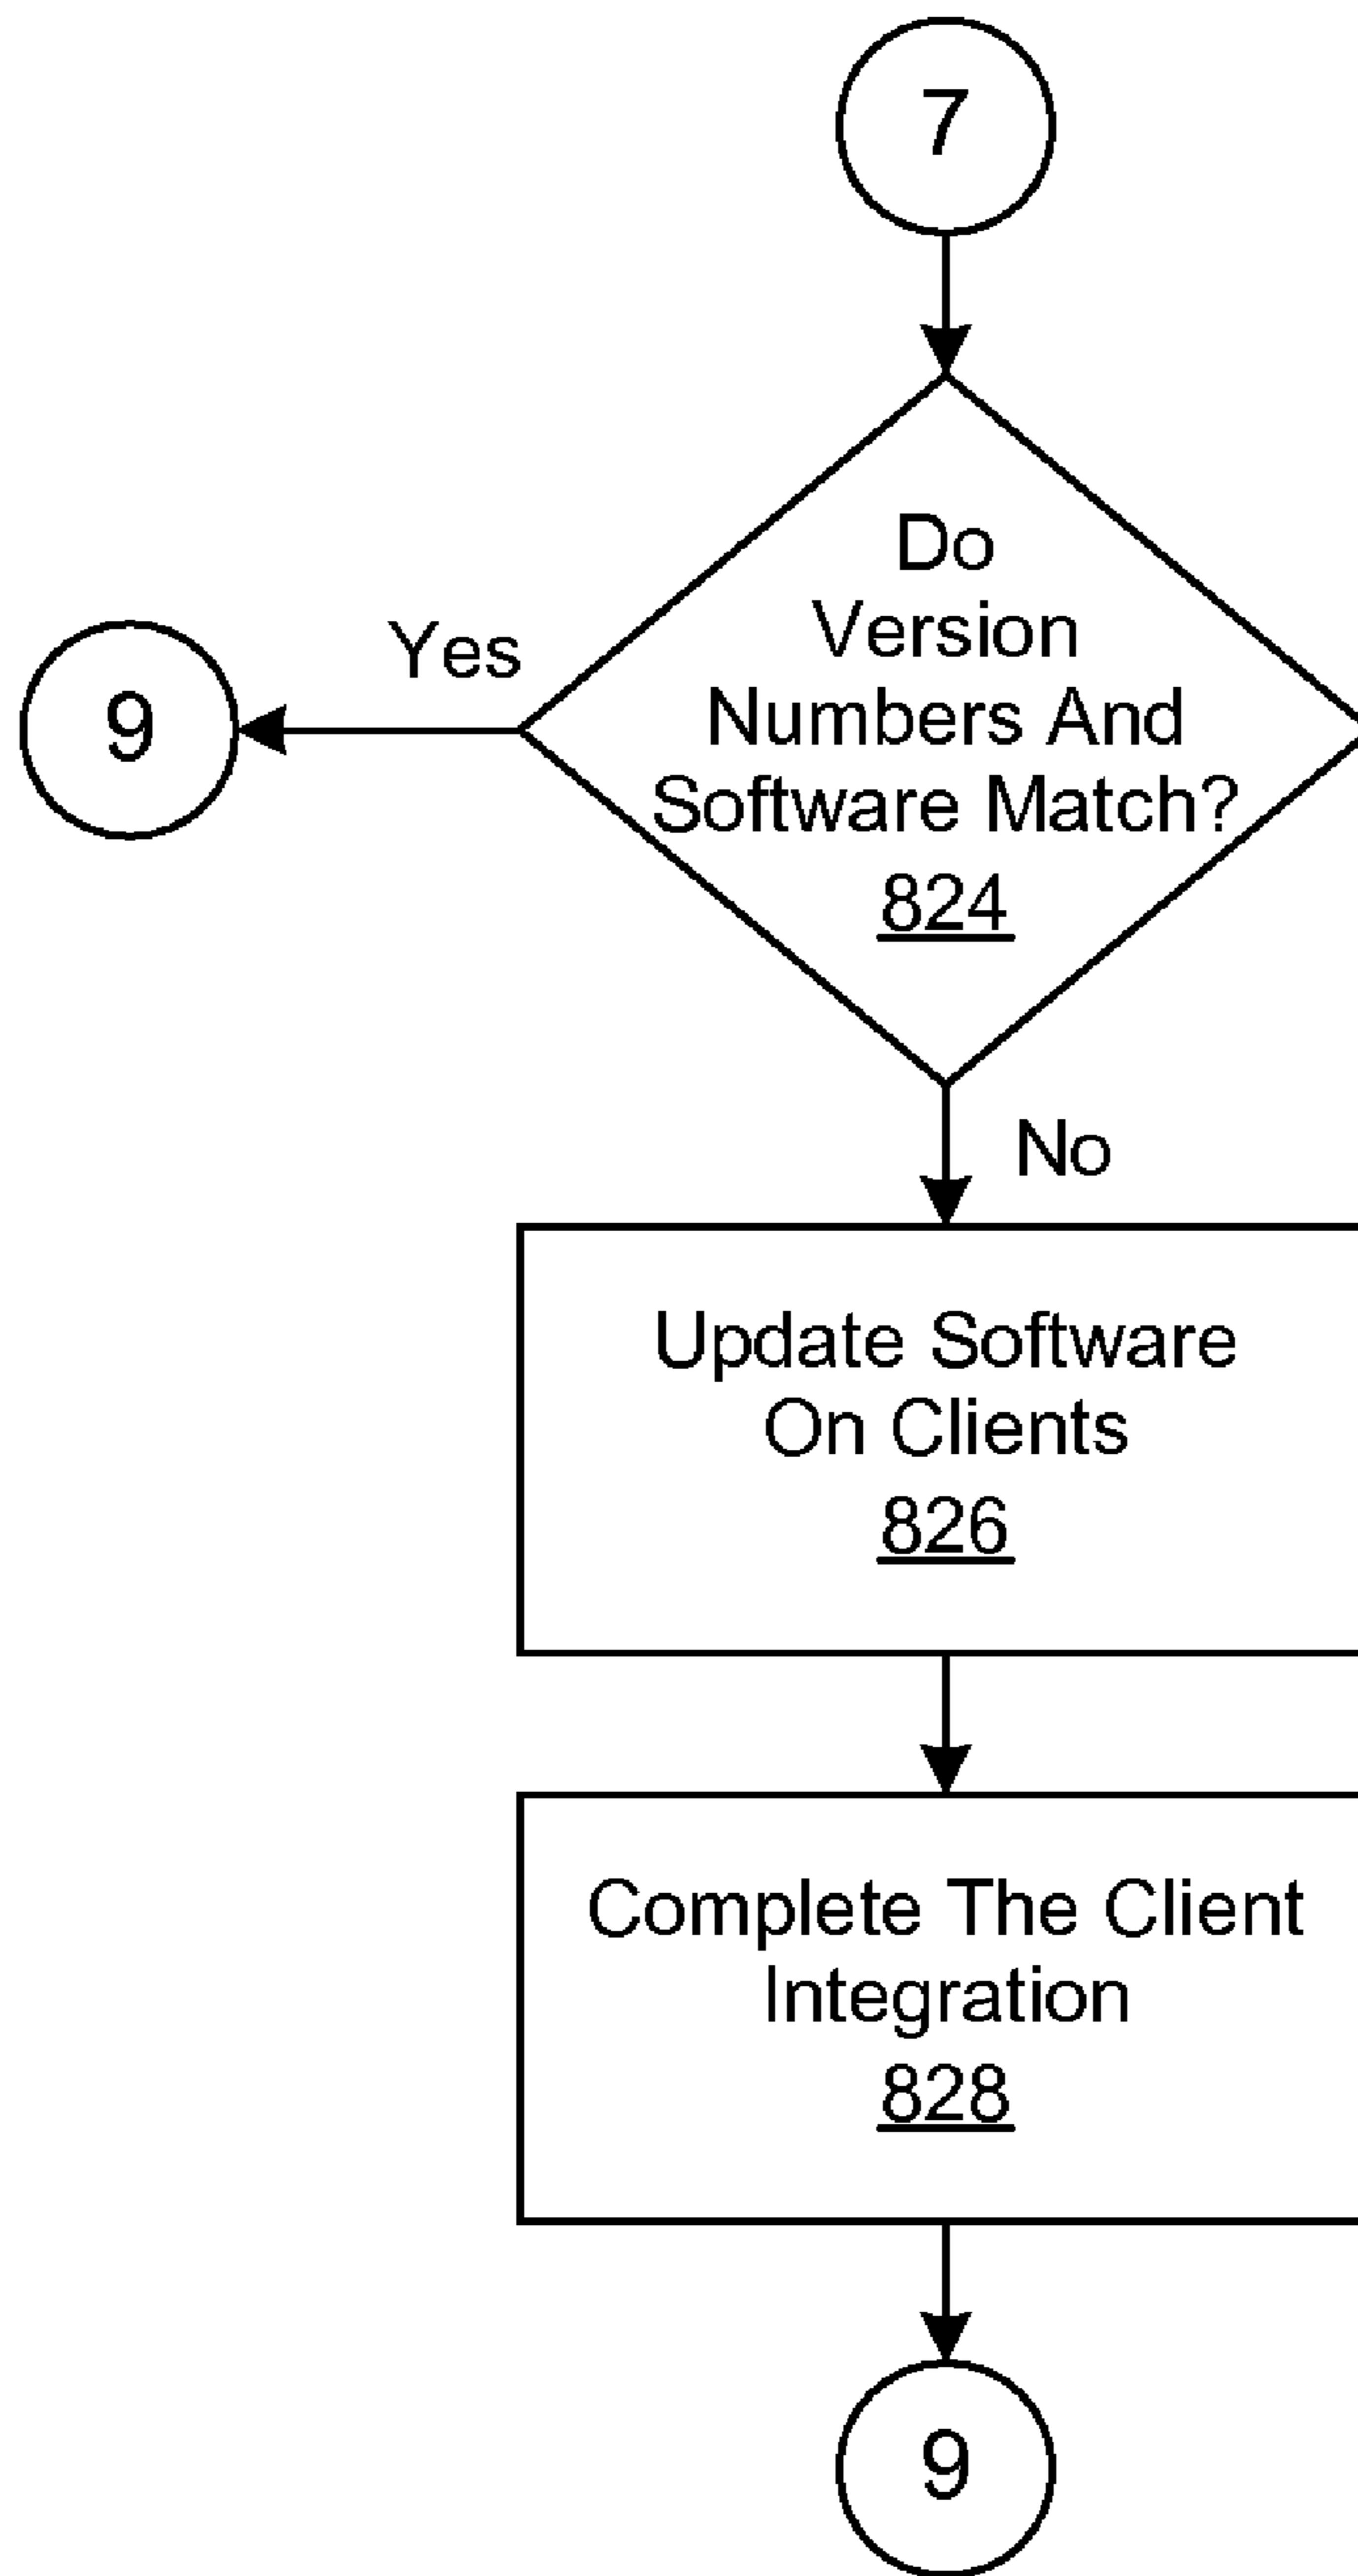 7
Do
Version
Numbers And
Software Match?
824
Yes
9
No
Update Software
On Clients
826
Complete The Client
Integration
828
9